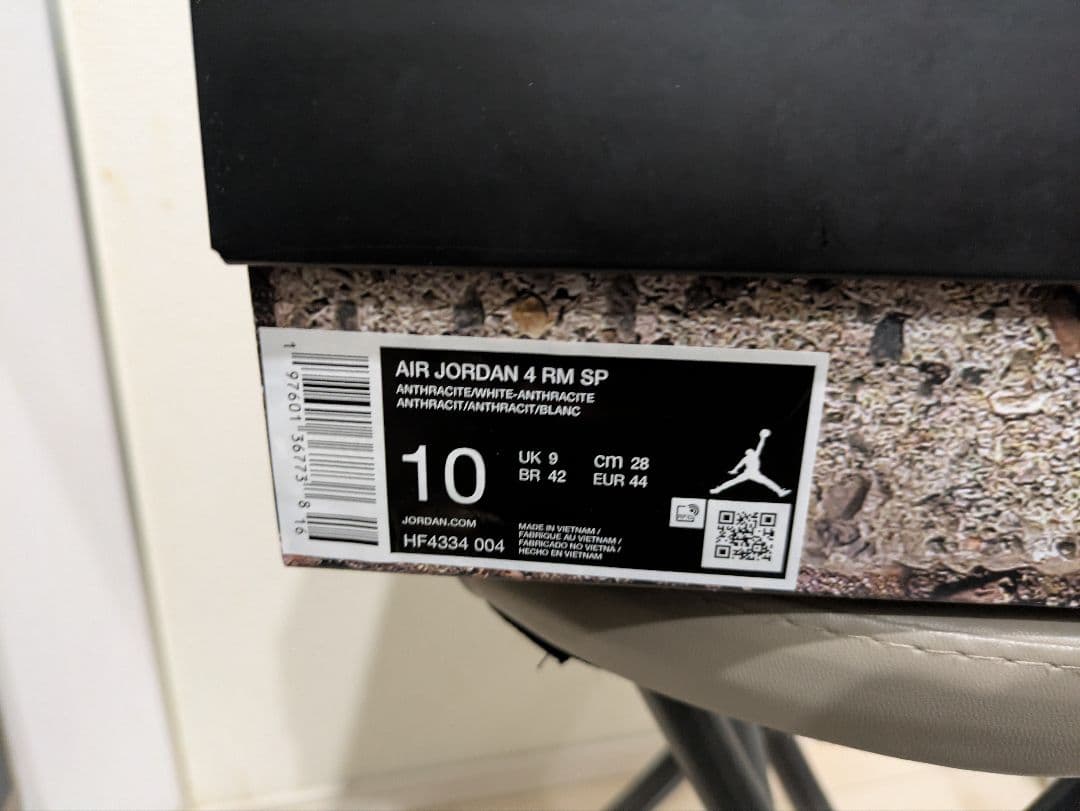 AIR JORDAN 4 RM SP
ANTHRACITE/WHITE-ANTHRACITE
ANTHRACIT/ANTHRACIT/BLANC
10
UK 9
BR 42
cm 28
EUR 44
JORDAN.COM
HF4334 004
MADE IN VIETNAM /
FABRIQUE AU VIETNAM /
FABRICADO NO VIETNÃ /
HECHO EN VIETNAM
RFID
1 97601 36773 8 16